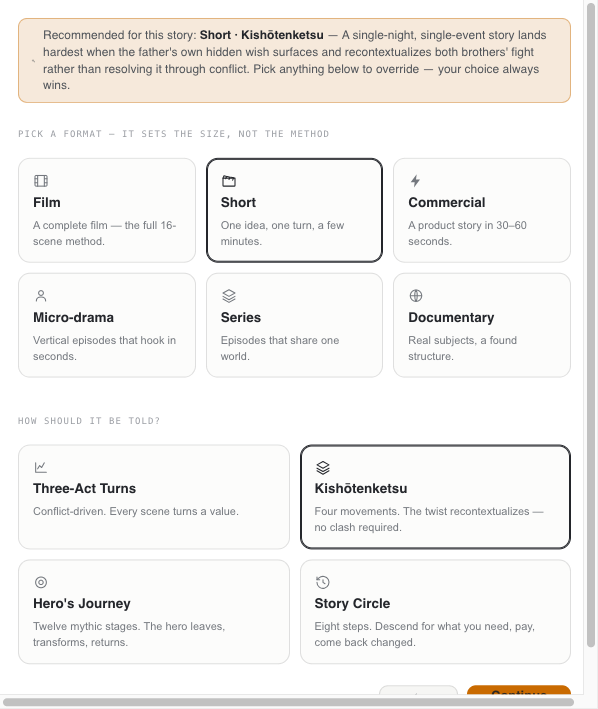 Recommended for this story: Short · Kishōtenketsu — A single-night, single-event story lands
hardest when the father's own hidden wish surfaces and recontextualizes both brothers' fight
rather than resolving it through conflict. Pick anything below to override — your choice always
wins.
PICK A FORMAT — IT SETS THE SIZE, NOT THE METHOD
Film
A complete film — the full 16-
scene method.
Short
One idea, one turn, a few
minutes.
Commercial
A product story in 30–60
seconds.
Micro-drama
Vertical episodes that hook in
seconds.
Series
Episodes that share one
world.
Documentary
Real subjects, a found
structure.
HOW SHOULD IT BE TOLD?
Three-Act Turns
Conflict-driven. Every scene turns a value.
Kishōtenketsu
Four movements. The twist recontextualizes —
no clash required.
Hero's Journey
Twelve mythic stages. The hero leaves,
transforms, returns.
Story Circle
Eight steps. Descend for what you need, pay,
come back changed.
Continue